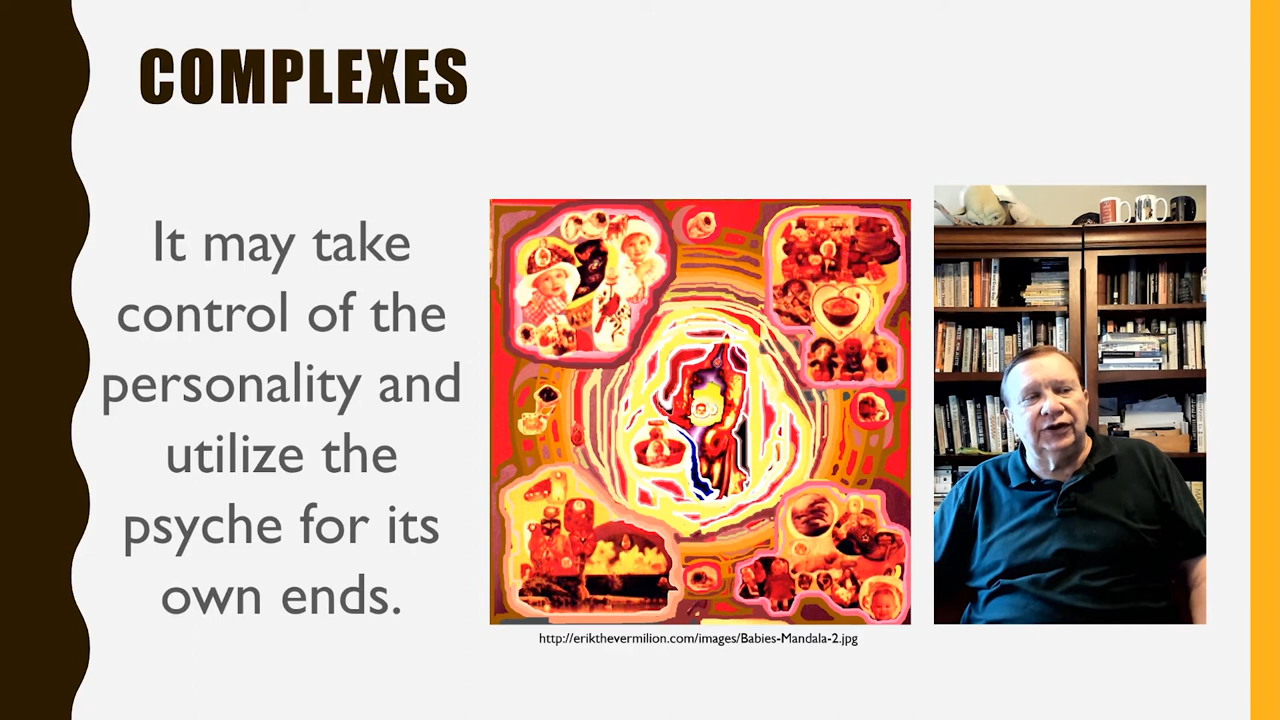 COMPLEXES
It may take
control of the
personality and
utilize the
psyche for its
own ends.
http://erikthevermilion.com/images/Babies-Mandala-2.jpg